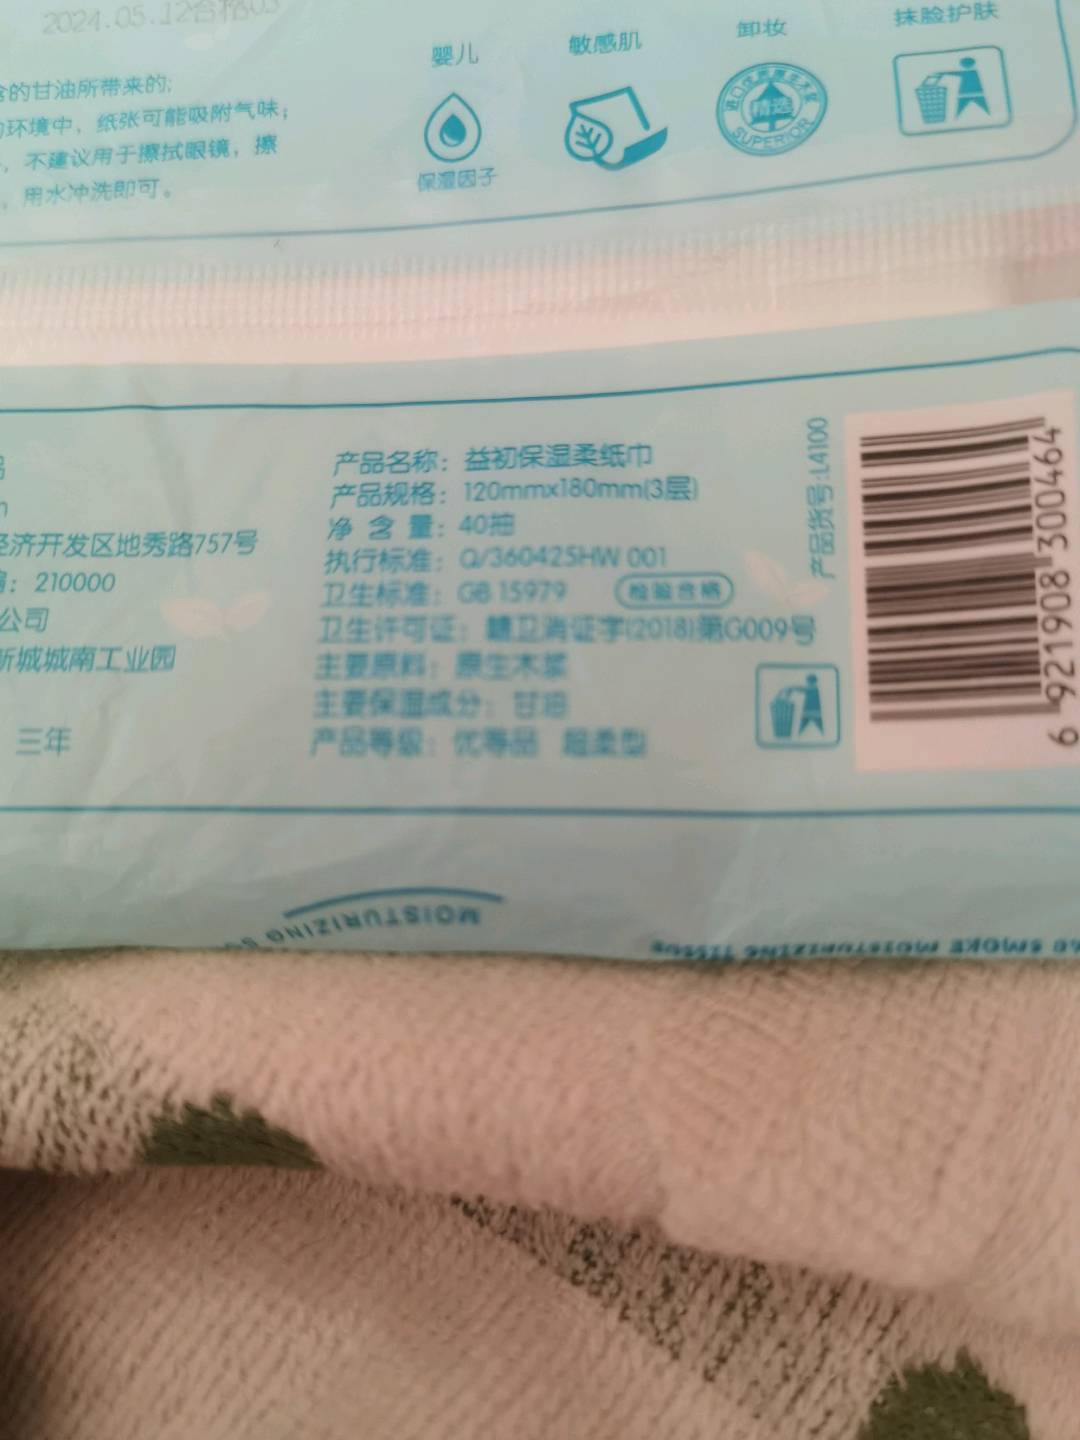 2024.05.12合格03
婴儿
敏感肌
卸妆
抹脸护肤
含的甘油所带来的;
环境中，纸张可能吸附气味;
不建议用于擦拭眼镜，擦
，用水冲洗即可。
保湿因子
精选
SUPERIOR
经济开发区地秀路757号
: 210000
公司
新城城南工业园
三年
产品名称：益初保湿柔纸巾
产品规格：120mmx180mm(3层)
净 含 量：40抽
执行标准：Q/360425HW 001
卫生标准：GB 15979 检验合格
卫生许可证：赣卫消证字(2018)第G009号
主要原料：原生木浆
主要保湿成分：甘油
产品等级：优等品 超柔型
产品货号:L4100
6 921908 300464
MOISTURIZING
SMOKE MOISTURIZING TISSUE